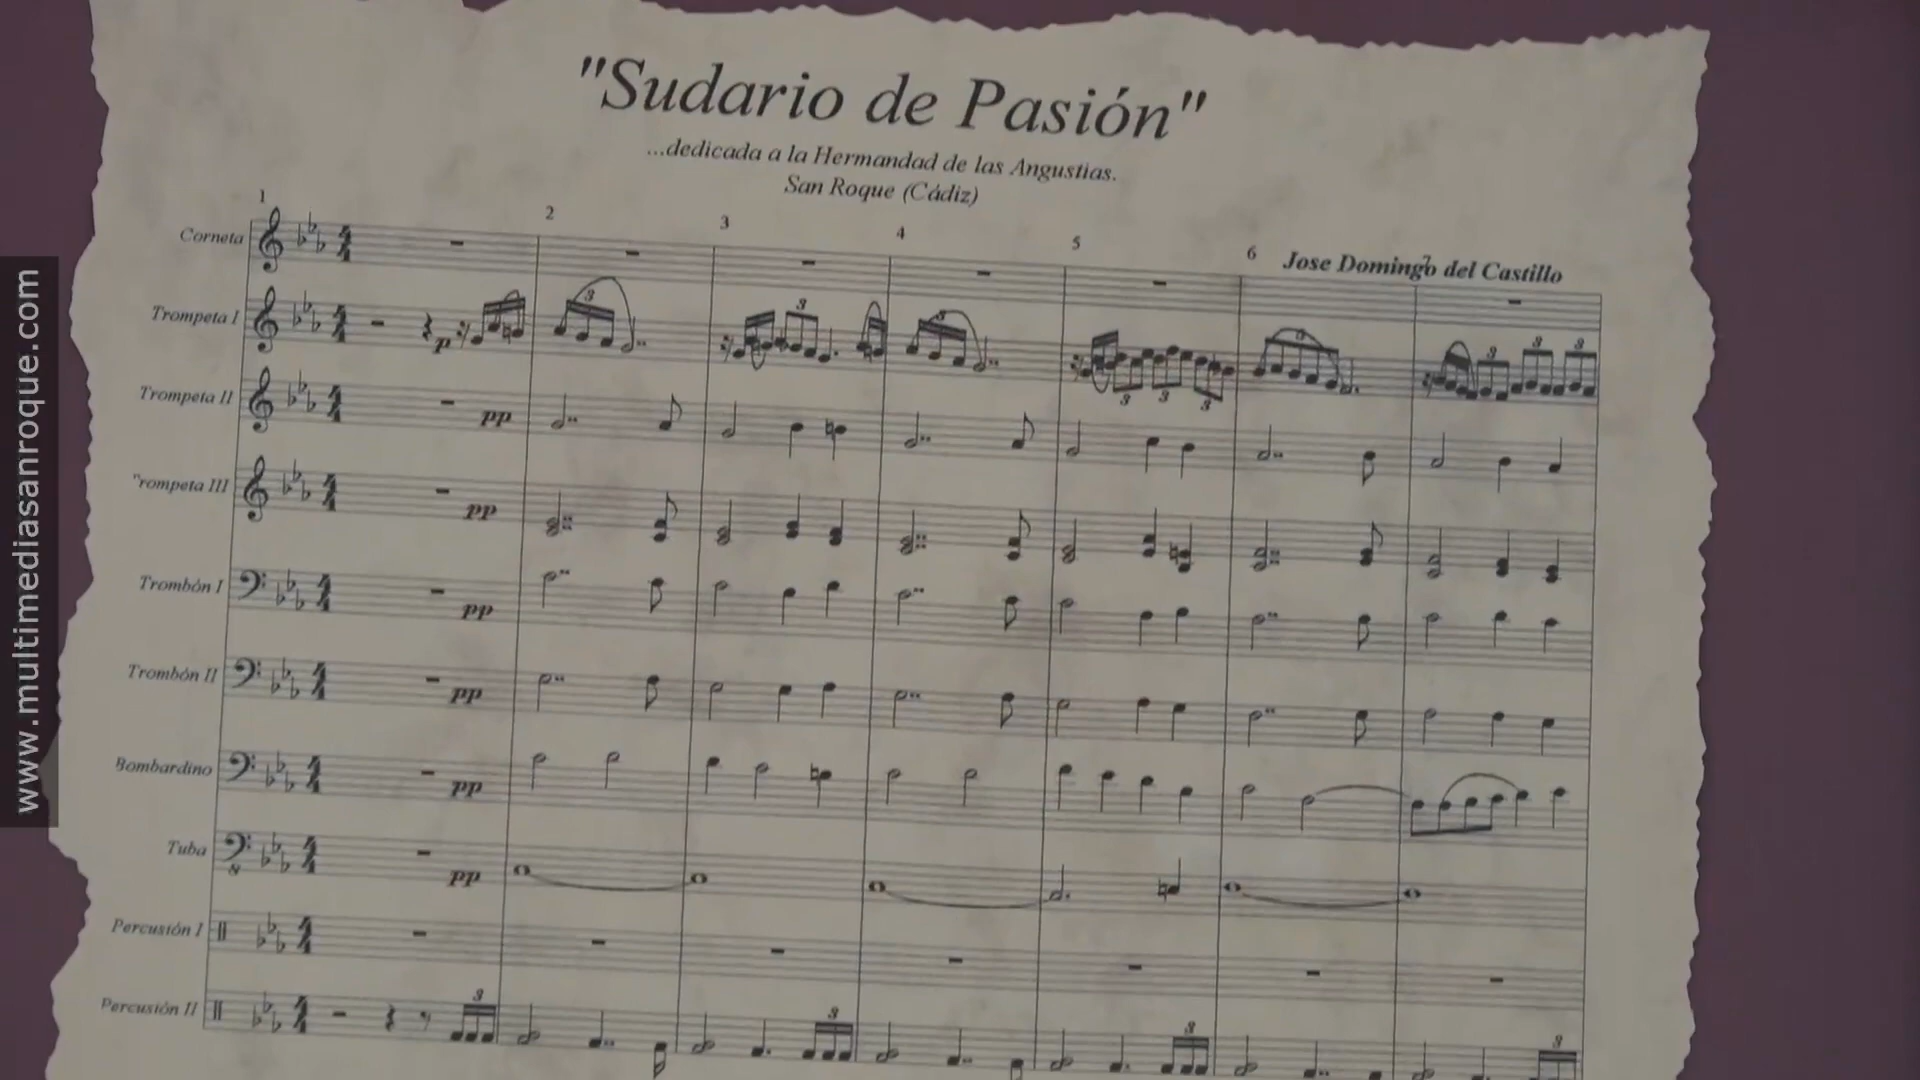 "Sudario de Pasión"
...dedicada a la Hermandad de las Angustias.
San Roque (Cádiz)
Jose Domingo del Castillo
1
2
3
4
5
6
7
Corneta
Trompeta I
p
3
3
3
3
3
3
3
3
3
Trompeta II
pp
"rompeta III
pp
Trombón I
pp
Trombón II
pp
Bombardino
pp
Tuba
8
pp
Percusión I
Percusión II
3
3
3
3
www.multimediasanroque.com